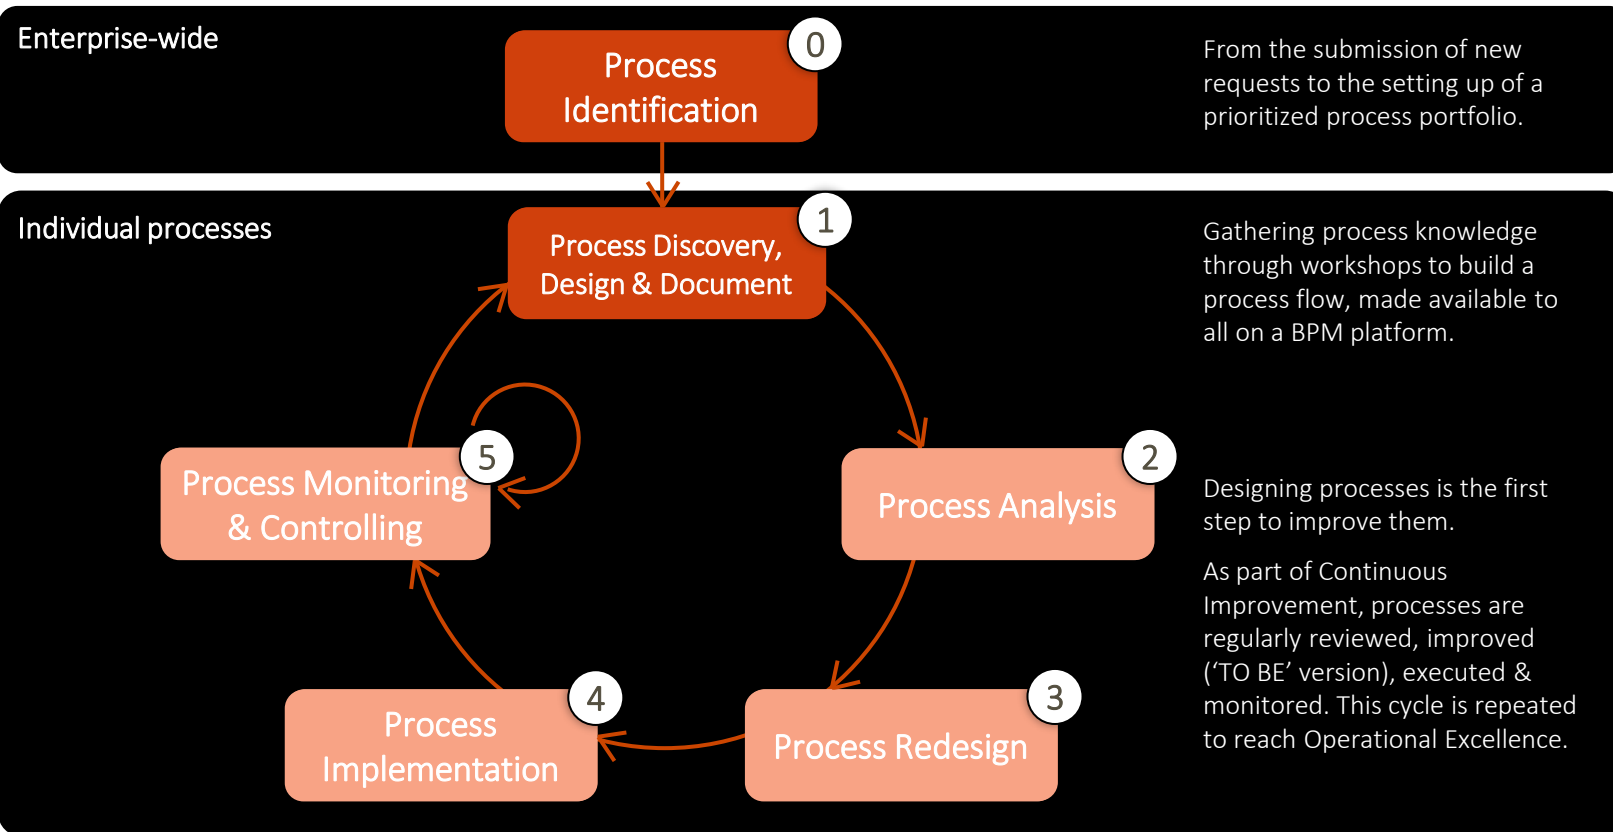 Enterprise-wide
0
Process
Identification
From the submission of new
requests to the setting up of a
prioritized process portfolio.
Individual processes
1
Process Discovery,
Design & Document
Gathering process knowledge
through workshops to build a
process flow, made available to
all on a BPM platform.
5
Process Monitoring
& Controlling
2
Process Analysis
Designing processes is the first
step to improve them.
As part of Continuous
Improvement, processes are
regularly reviewed, improved
(‘TO BE’ version), executed &
monitored. This cycle is repeated
to reach Operational Excellence.
4
Process
Implementation
3
Process Redesign